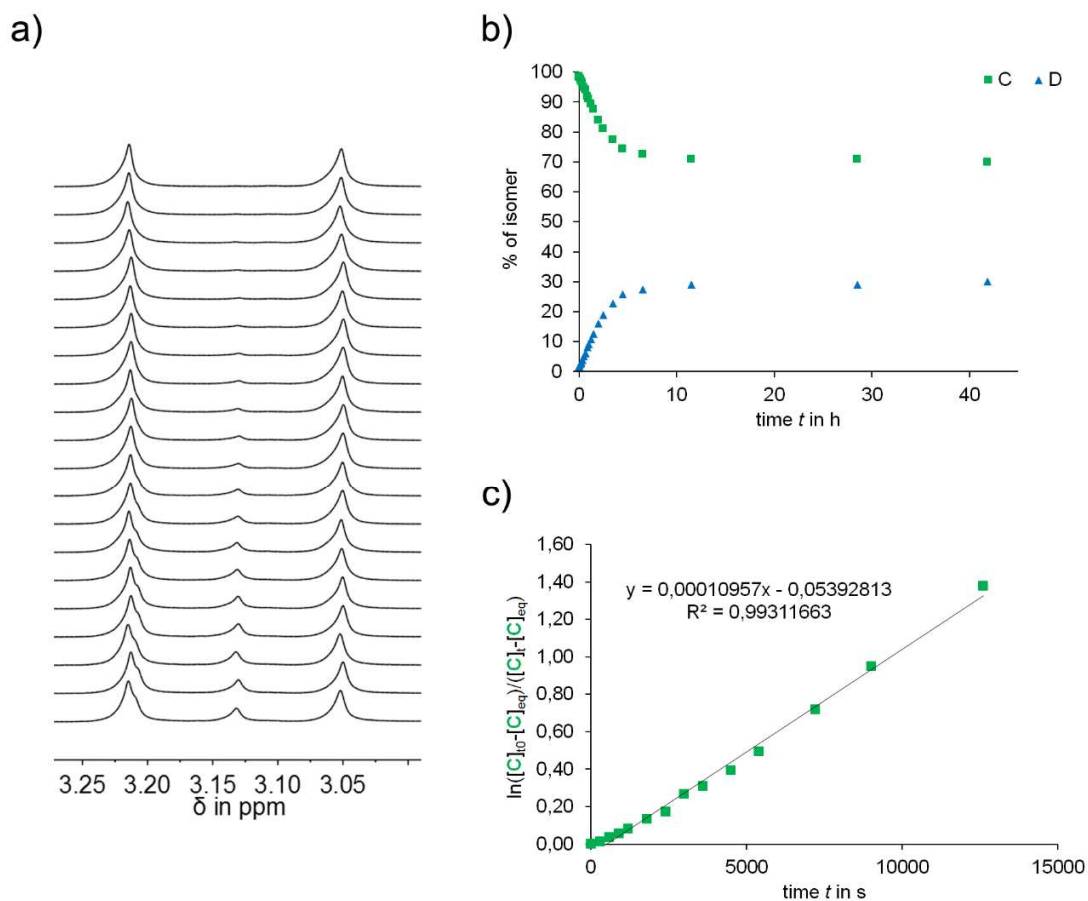 a)
3.25 3.20 3.15 3.10 3.05
δ in ppm
b)
100
90
80
70
60
50
40
30
20
10
0
% of isomer
C D
0 10 20 30 40
time t in h
c)
1,60
1,40
1,20
1,00
0,80
0,60
0,40
0,20
0,00
ln([C]t0-[C]eq)/([C]t-[C]eq)
y = 0,00010957x - 0,05392813
R² = 0,99311663
0 5000 10000 15000
time t in s